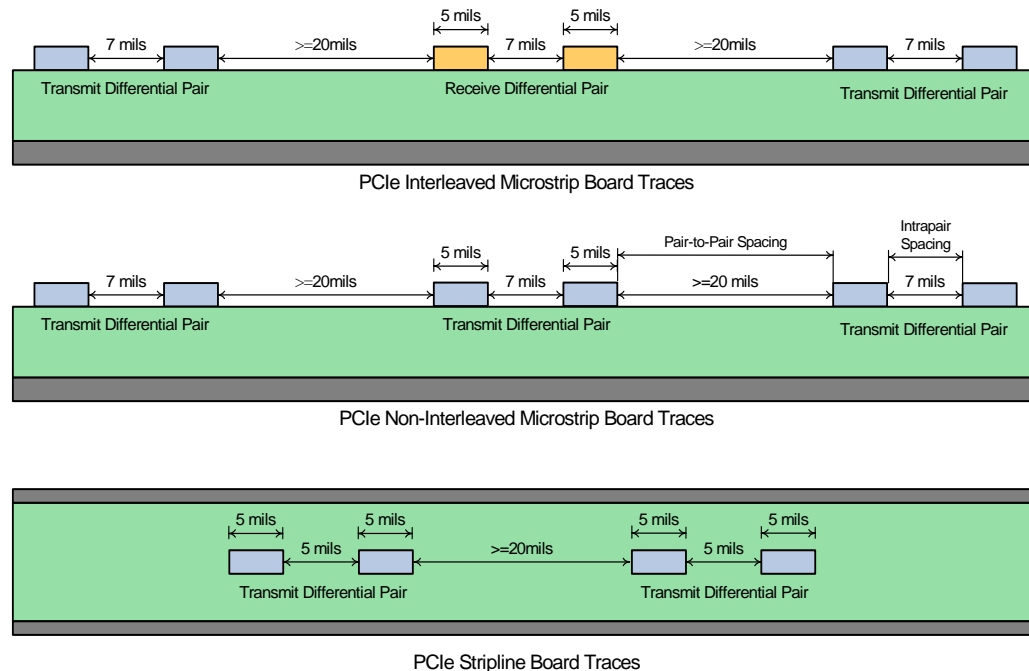 5 mils 5 mils
7 mils >=20mils 7 mils >=20mils 7 mils
Transmit Differential Pair Receive Differential Pair Transmit Differential Pair
PCIe Interleaved Microstrip Board Traces
Pair-to-Pair Spacing Intrapair
Spacing
5 mils 5 mils
7 mils >=20mils 7 mils >=20 mils 7 mils
Transmit Differential Pair Transmit Differential Pair Transmit Differential Pair
PCIe Non-Interleaved Microstrip Board Traces
5 mils 5 mils 5 mils 5 mils
5 mils >=20mils 5 mils
Transmit Differential Pair Transmit Differential Pair
PCIe Stripline Board Traces